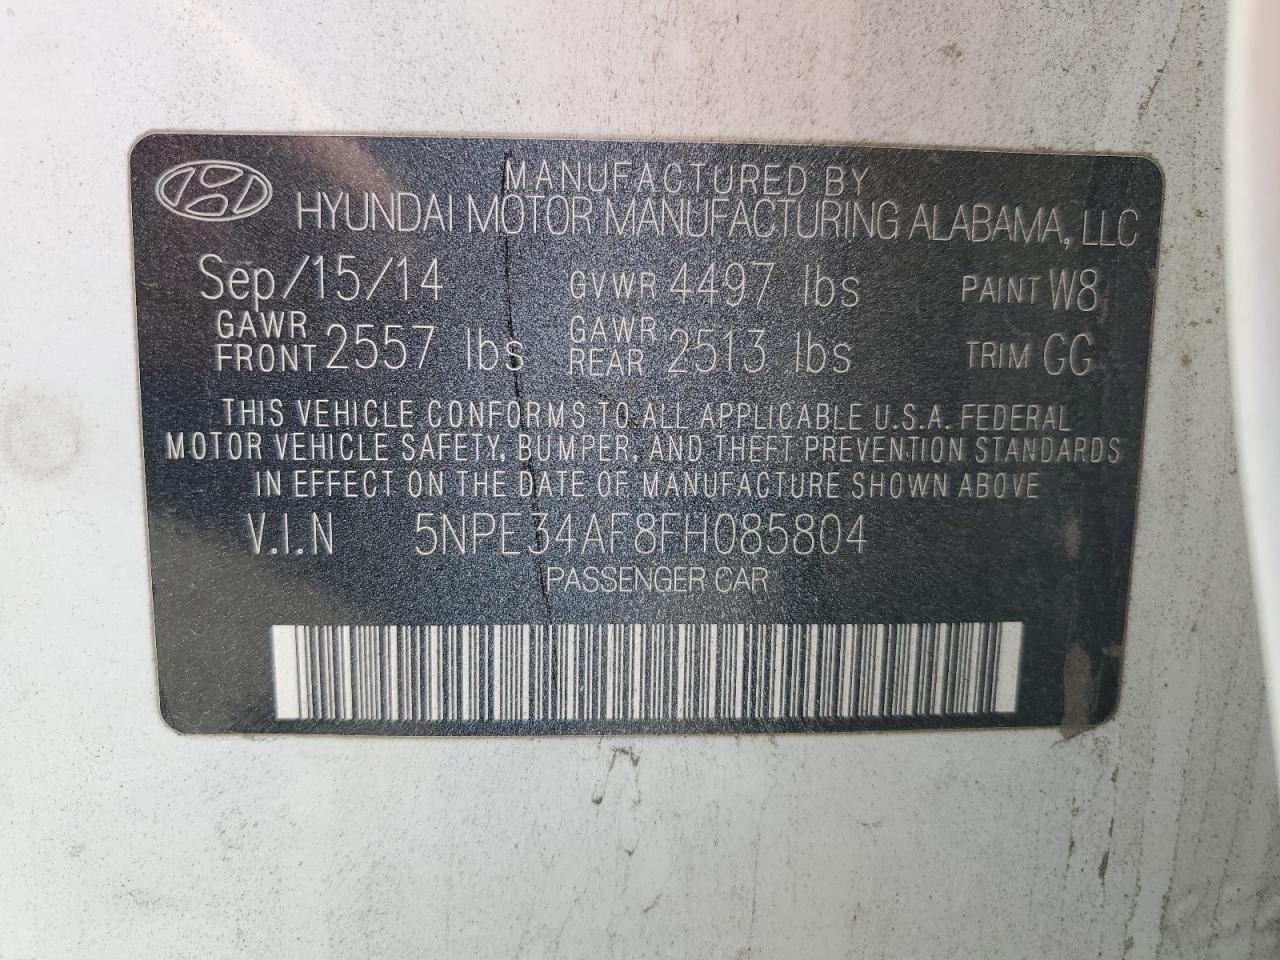 MANUFACTURED BY
HYUNDAI MOTOR MANUFACTURING ALABAMA, LLC
Sep/15/14 GVWR 4497 lbs PAINT W8
GAWR FRONT 2557 lbs GAWR REAR 2513 lbs TRIM GG
THIS VEHICLE CONFORMS TO ALL APPLICABLE U.S.A. FEDERAL
MOTOR VEHICLE SAFETY, BUMPER, AND THEFT PREVENTION STANDARDS
IN EFFECT ON THE DATE OF MANUFACTURE SHOWN ABOVE
V.I.N 5NPE34AF8FH085804
PASSENGER CAR